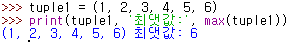 >>> tuple1 = (1, 2, 3, 4, 5, 6)
>>> print(tuple1, '최댓값:', max(tuple1))
(1, 2, 3, 4, 5, 6) 최댓값: 6